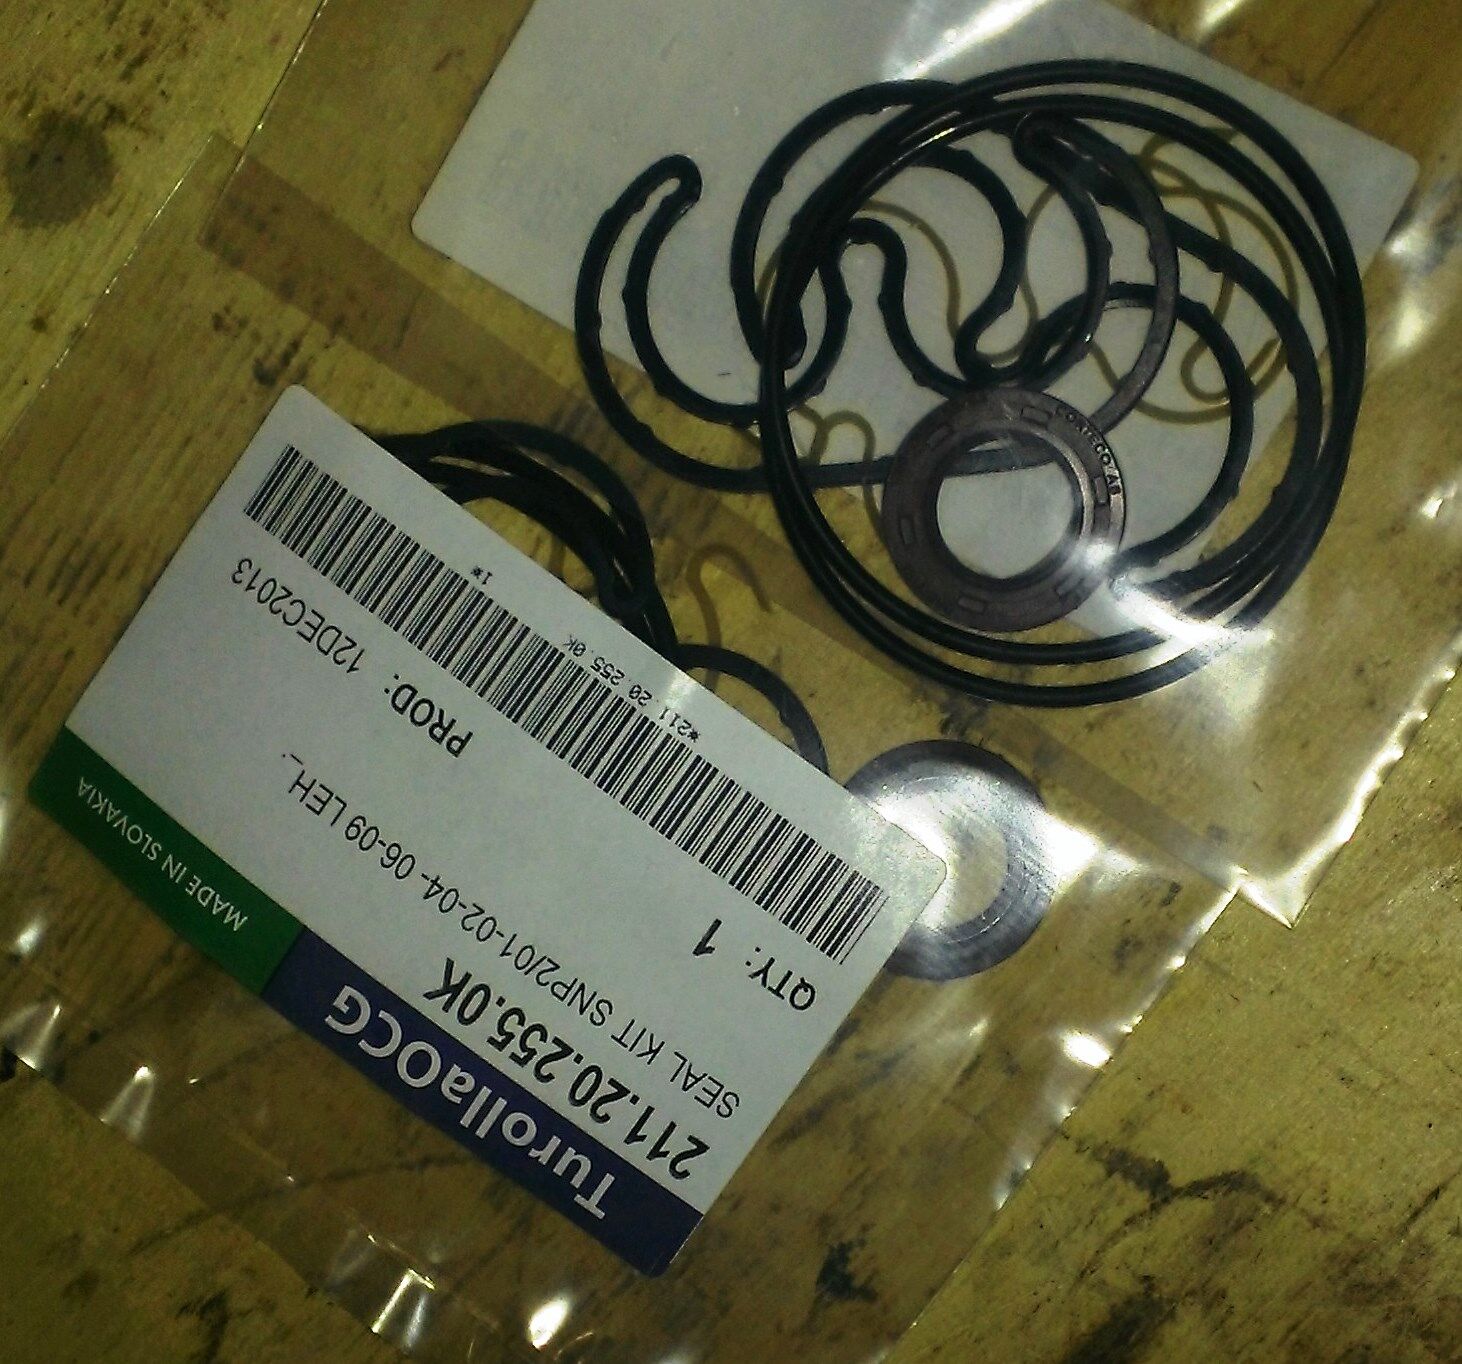 TurollaOCG
MADE IN SLOVAKIA
211.20.255.0K
SEAL KIT SNP2/01-02-04- 06-09 LEH_.
QTY: 1
PROD: 12DEC2013
*211 20 255.0K
1*
CORTECO